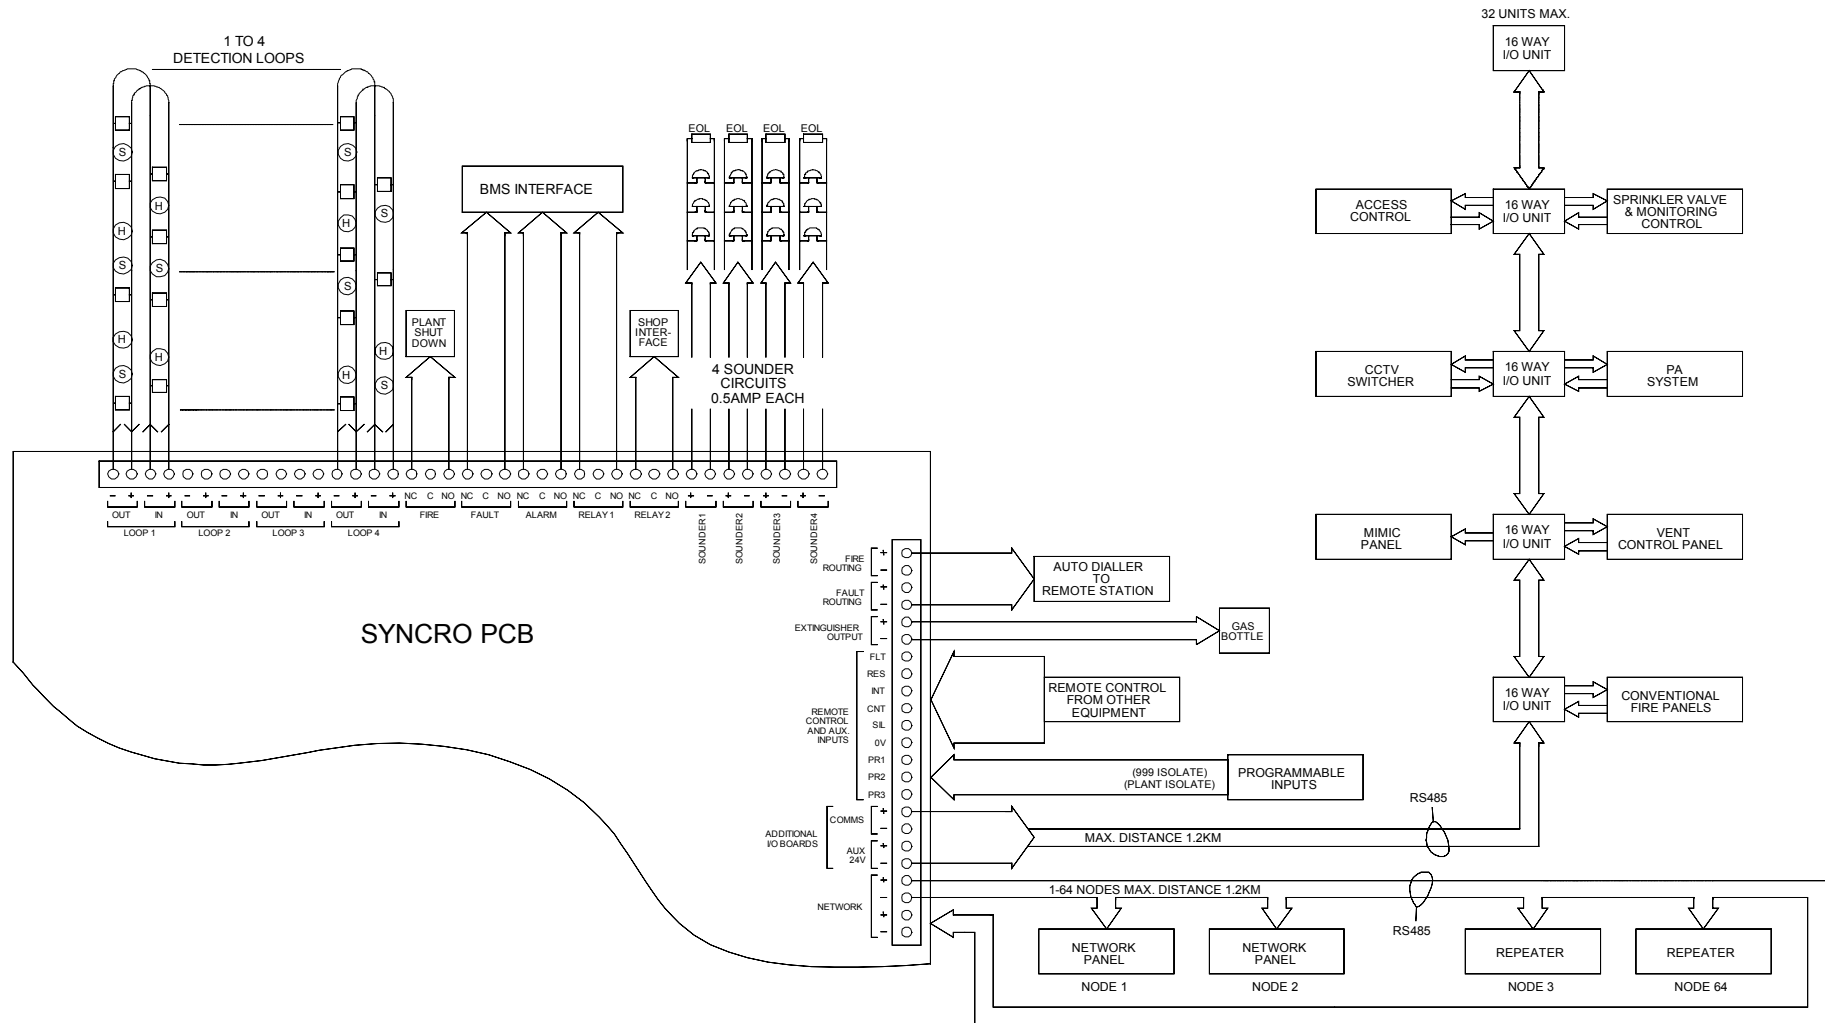 32 UNITS MAX.
16 WAY
I/O UNIT
1 TO 4
DETECTION LOOPS
S
H
S
H
S
H
S
H
S
H
S
H
S
H
S
BMS INTERFACE
EOL EOL EOL EOL
PLANT
SHUT
DOWN
SHOP
INTER-
FACE
4 SOUNDER
CIRCUITS
0.5AMP EACH
ACCESS
CONTROL
16 WAY
I/O UNIT
SPRINKLER VALVE
& MONITORING
CONTROL
CCTV
SWITCHER
16 WAY
I/O UNIT
PA
SYSTEM
MIMIC
PANEL
16 WAY
I/O UNIT
VENT
CONTROL PANEL
16 WAY
I/O UNIT
CONVENTIONAL
FIRE PANELS
- + - + - + - + - + - + - + - + NC C NO NC C NO NC C NO NC C NO NC C NO + - + - + - + -
OUT IN OUT IN OUT IN OUT IN FIRE FAULT ALARM RELAY 1 RELAY 2
LOOP 1 LOOP 2 LOOP 3 LOOP 4
SOUNDER1
SOUNDER2
SOUNDER3
SOUNDER4
SYNCRO PCB
FIRE
ROUTING
+
-
FAULT
ROUTING
+
-
AUTO DIALLER
TO
REMOTE STATION
EXTINGUISHER
OUTPUT
+
-
GAS
BOTTLE
REMOTE
CONTROL
AND AUX.
INPUTS
FLT
RES
INT
CNT
SIL
0V
PR1
PR2
PR3
REMOTE CONTROL
FROM OTHER
EQUIPMENT
(999 ISOLATE)
(PLANT ISOLATE)
PROGRAMMABLE
INPUTS
ADDITIONAL
I/O BOARDS
COMMS
+
-
AUX
24V
+
-
RS485
MAX. DISTANCE 1.2KM
NETWORK
+
-
+
-
1-64 NODES MAX. DISTANCE 1.2KM
RS485
NETWORK
PANEL
NETWORK
PANEL
REPEATER
REPEATER
NODE 1
NODE 2
NODE 3
NODE 64